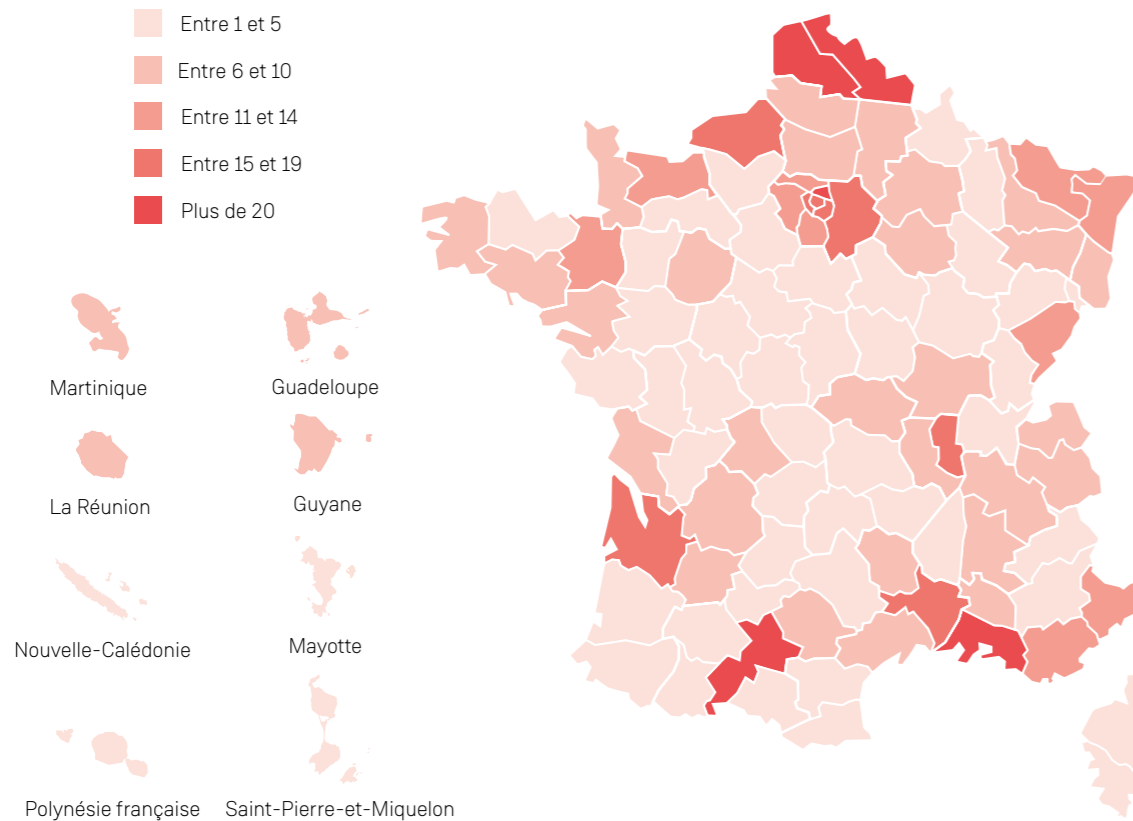 Entre 1 et 5
Entre 6 et 10
Entre 11 et 14
Entre 15 et 19
Plus de 20
Martinique
Guadeloupe
La Réunion
Guyane
Nouvelle-Calédonie
Mayotte
Polynésie française
Saint-Pierre-et-Miquelon